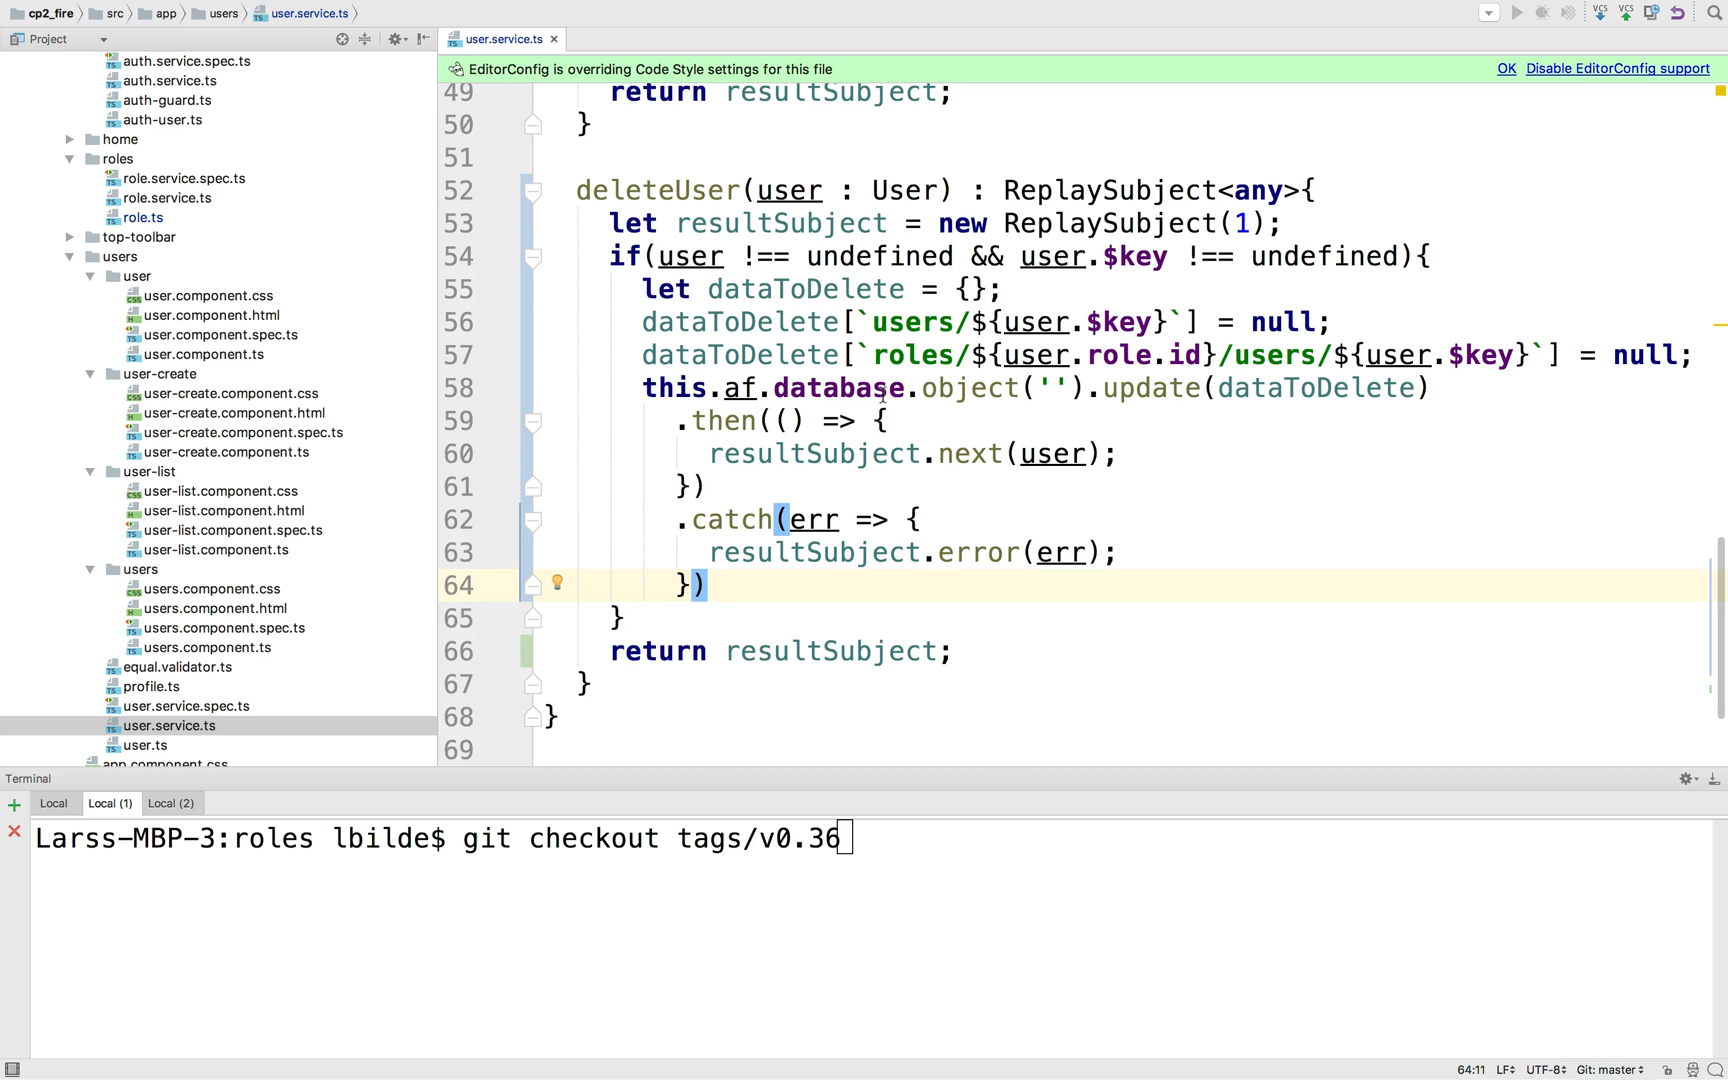 cp2_fire src app users user.service.ts
Project
user.service.ts
EditorConfig is overriding Code Style settings for this file
OK Disable EditorConfig support
auth.service.spec.ts
auth.service.ts
auth-guard.ts
auth-user.ts
home
roles
role.service.spec.ts
role.service.ts
role.ts
top-toolbar
users
user
user.component.css
user.component.html
user.component.spec.ts
user.component.ts
user-create
user-create.component.css
user-create.component.html
user-create.component.spec.ts
user-create.component.ts
user-list
user-list.component.css
user-list.component.html
user-list.component.spec.ts
user-list.component.ts
users
users.component.css
users.component.html
users.component.spec.ts
users.component.ts
equal.validator.ts
profile.ts
user.service.spec.ts
user.service.ts
user.ts
app.component.css
49 return resultSubject;
50 }
51
52 deleteUser(user : User) : ReplaySubject<any>{
53 let resultSubject = new ReplaySubject(1);
54 if(user !== undefined && user.$key !== undefined){
55 let dataToDelete = {};
56 dataToDelete[`users/${user.$key}`] = null;
57 dataToDelete[`roles/${user.role.id}/users/${user.$key}`] = null;
58 this.af.database.object('').update(dataToDelete)
59 .then(() => {
60 resultSubject.next(user);
61 })
62 .catch(err => {
63 resultSubject.error(err);
64 })
65 }
66 return resultSubject;
67 }
68 }
69
Terminal
Local Local (1) Local (2)
Larss-MBP-3:roles lbilde$ git checkout tags/v0.36
64:11 LF UTF-8 Git: master